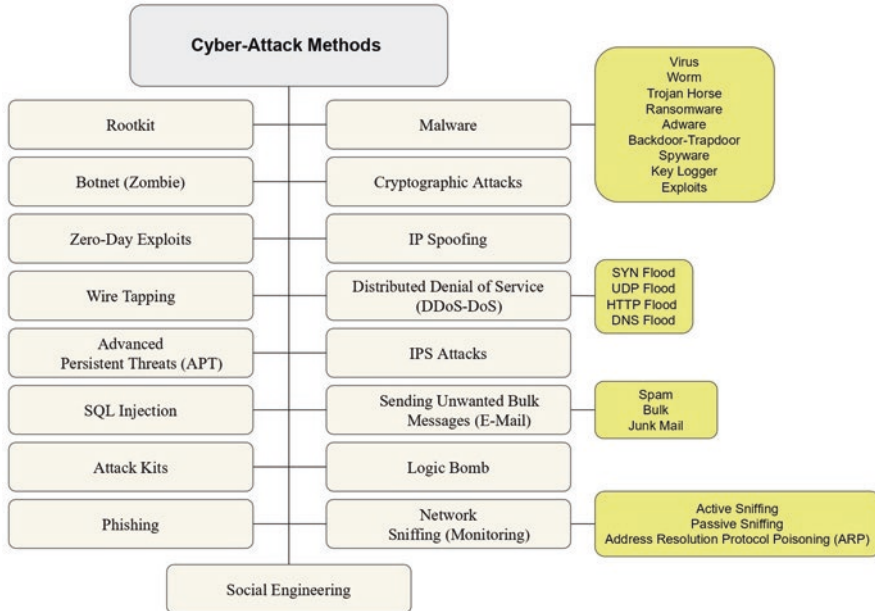 Cyber-Attack Methods
Rootkit
Malware
Virus
Worm
Trojan Horse
Ransomware
Adware
Backdoor-Trapdoor
Spyware
Key Logger
Exploits
Botnet (Zombie)
Cryptographic Attacks
Zero-Day Exploits
IP Spoofing
Wire Tapping
Distributed Denial of Service
(DDoS-DoS)
SYN Flood
UDP Flood
HTTP Flood
DNS Flood
Advanced
Persistent Threats (APT)
IPS Attacks
SQL Injection
Sending Unwanted Bulk
Messages (E-Mail)
Spam
Bulk
Junk Mail
Attack Kits
Logic Bomb
Phishing
Network
Sniffing (Monitoring)
Active Sniffing
Passive Sniffing
Address Resolution Protocol Poisoning (ARP)
Social Engineering